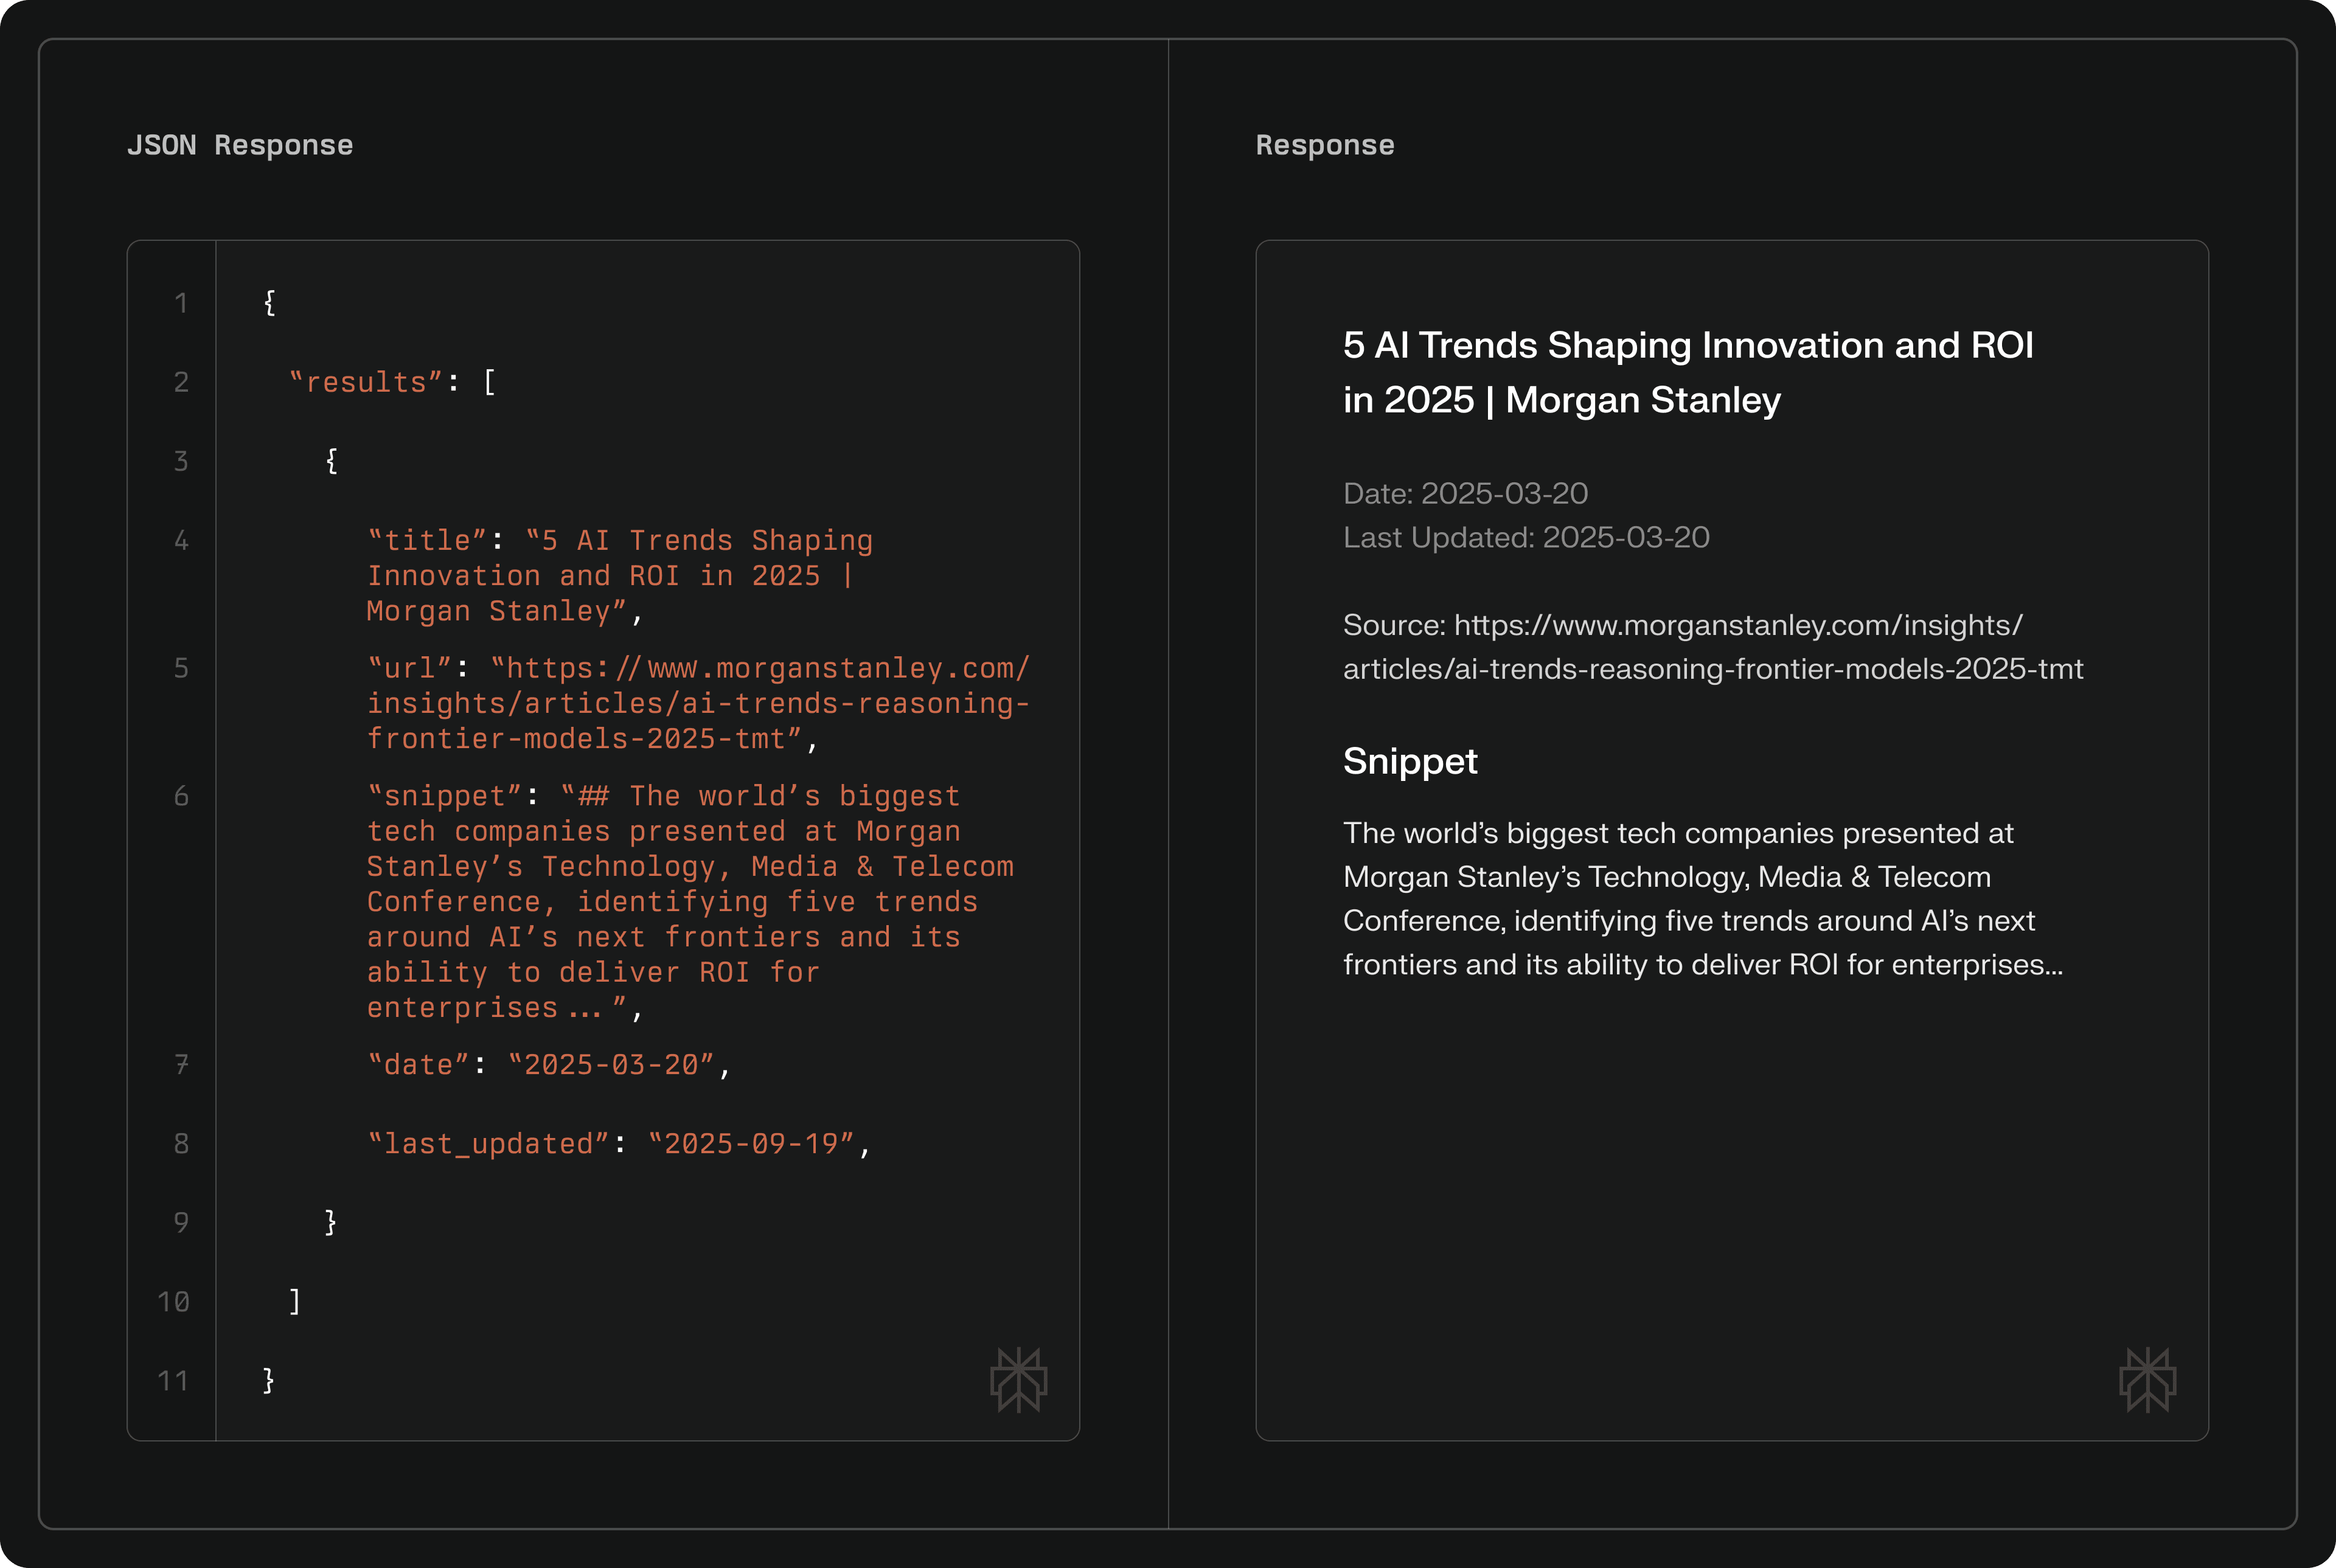 JSON Response
1 {
2 “results”: [
3 {
4 “title”: “5 AI Trends Shaping
Innovation and ROI in 2025 |
Morgan Stanley”,
5 “url”: “https://www.morganstanley.com/
insights/articles/ai-trends-reasoning-
frontier-models-2025-tmt”,
6 “snippet”: “## The world’s biggest
tech companies presented at Morgan
Stanley’s Technology, Media & Telecom
Conference, identifying five trends
around AI’s next frontiers and its
ability to deliver ROI for
enterprises...”,
7 “date”: “2025-03-20”,
8 “last_updated”: “2025-09-19”,
9 }
10 ]
11 }
Response
5 AI Trends Shaping Innovation and ROI
in 2025 | Morgan Stanley
Date: 2025-03-20
Last Updated: 2025-03-20
Source: https://www.morganstanley.com/insights/
articles/ai-trends-reasoning-frontier-models-2025-tmt
Snippet
The world’s biggest tech companies presented at
Morgan Stanley’s Technology, Media & Telecom
Conference, identifying five trends around AI’s next
frontiers and its ability to deliver ROI for enterprises...